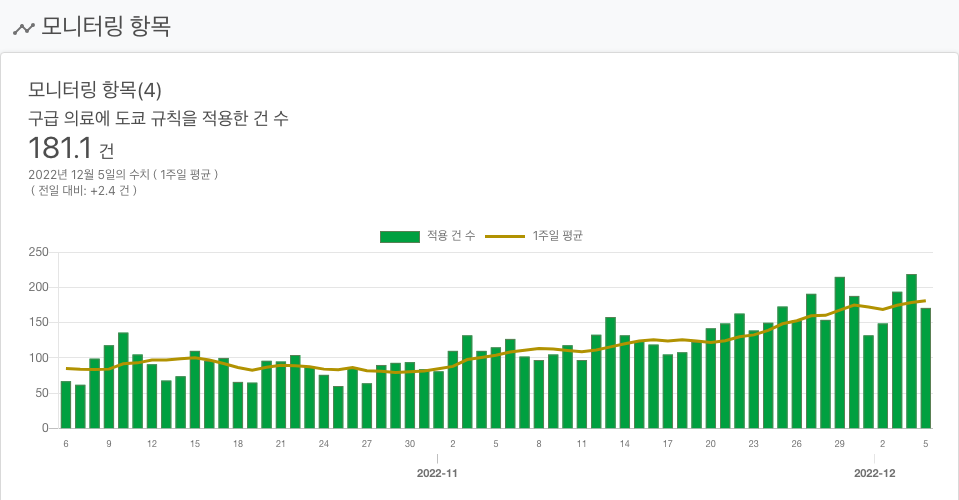 모니터링 항목
모니터링 항목(4)
구급 의료에 도쿄 규칙을 적용한 건 수
181.1 건
2022년 12월 5일의 수치 ( 1주일 평균 )
( 전일 대비: +2.4 건 )
적용 건 수 1주일 평균
250
200
150
100
50
0
6 9 12 15 18 21 24 27 30 2 5 8 11 14 17 20 23 26 29 2 5
2022-11 2022-12